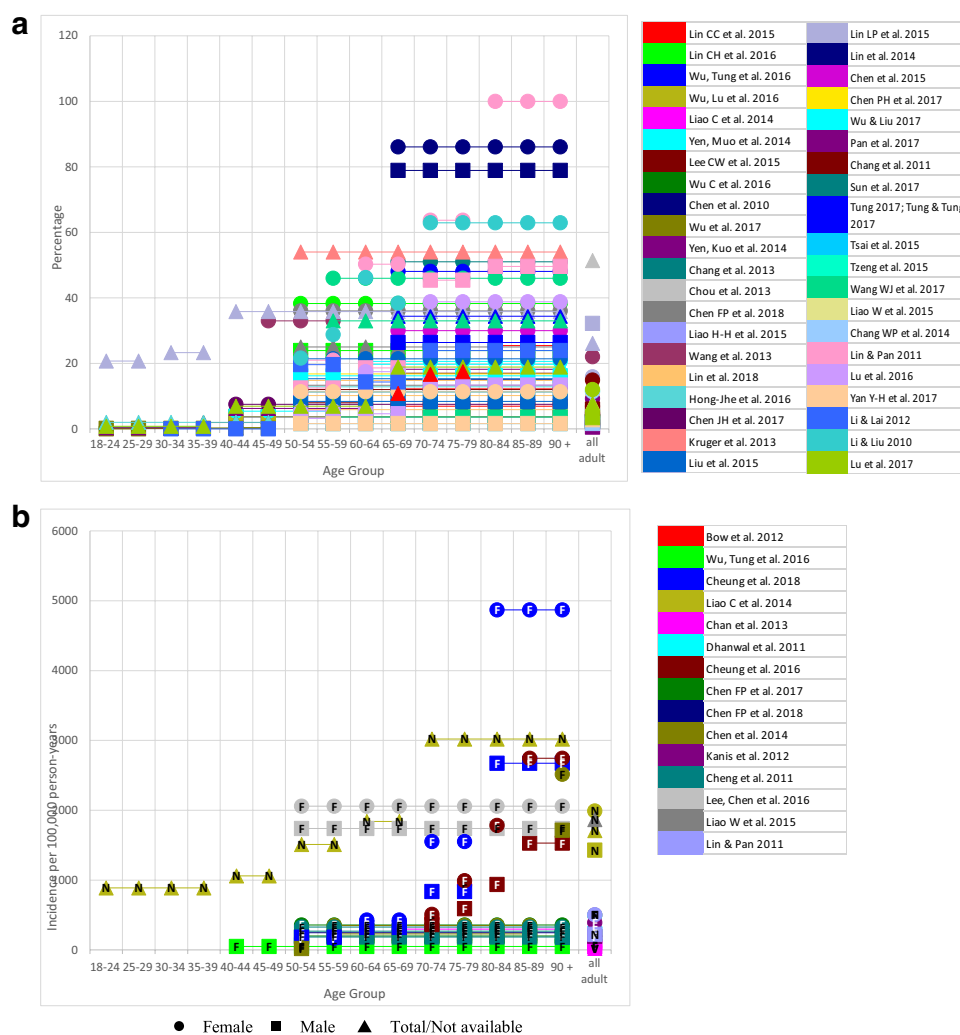 a
120
100
80
60
40
20
0
Percentage
18-24 25-29 30-34 35-39 40-44 45-49 50-54 55-59 60-64 65-69 70-74 75-79 80-84 85-89 90 + all
adult
Age Group
Lin CC et al. 2015
Lin CH et al. 2016
Wu, Tung et al. 2016
Wu, Lu et al. 2016
Liao C et al. 2014
Yen, Muo et al. 2014
Lee CW et al. 2015
Wu C et al. 2016
Chen et al. 2010
Wu et al. 2017
Yen, Kuo et al. 2014
Chang et al. 2013
Chou et al. 2013
Chen FP et al. 2018
Liao H-H et al. 2015
Wang et al. 2013
Lin et al. 2018
Hong-Jhe et al. 2016
Chen JH et al. 2017
Kruger et al. 2013
Liu et al. 2015
Lin LP et al. 2015
Lin et al. 2014
Chen et al. 2015
Chen PH et al. 2017
Wu & Liu 2017
Pan et al. 2017
Chang et al. 2011
Sun et al. 2017
Tung 2017; Tung & Tung
2017
Tsai et al. 2015
Tzeng et al. 2015
Wang WJ et al. 2017
Liao W et al. 2015
Chang WP et al. 2014
Lin & Pan 2011
Lu et al. 2016
Yan Y-H et al. 2017
Li & Lai 2012
Li & Liu 2010
Lu et al. 2017
b
6000
5000
4000
3000
2000
1000
0
Incidence per 100,000 person-years
18-24 25-29 30-34 35-39 40-44 45-49 50-54 55-59 60-64 65-69 70-74 75-79 80-84 85-89 90 + all
adult
Age Group
Bow et al. 2012
Wu, Tung et al. 2016
Cheung et al. 2018
Liao C et al. 2014
Chan et al. 2013
Dhanwal et al. 2011
Cheung et al. 2016
Chen FP et al. 2017
Chen FP et al. 2018
Chen et al. 2014
Kanis et al. 2012
Cheng et al. 2011
Lee, Chen et al. 2016
Liao W et al. 2015
Lin & Pan 2011
Female Male Total/Not available